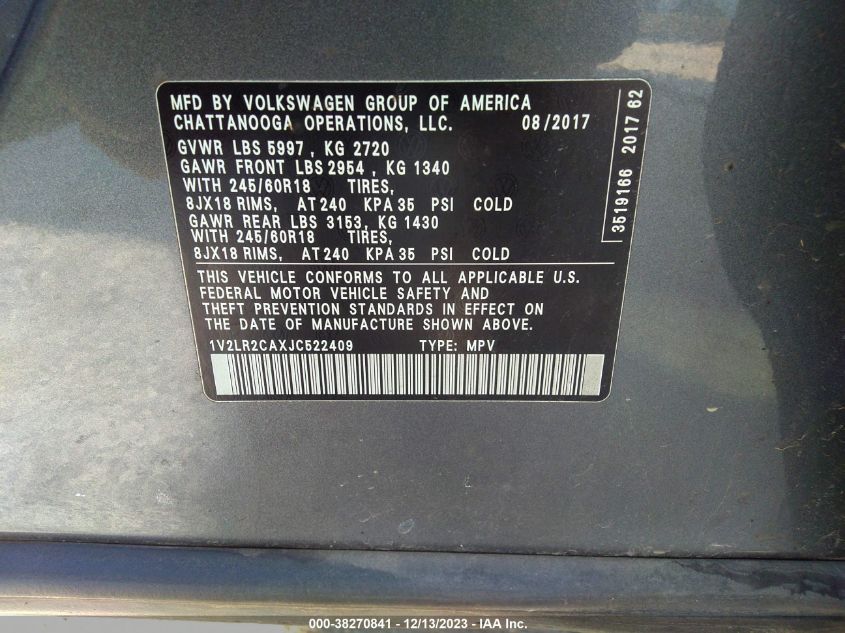 MFD BY VOLKSWAGEN GROUP OF AMERICA
CHATTANOOGA OPERATIONS, LLC. 08/2017
GVWR LBS 5997 , KG 2720
GAWR FRONT LBS 2954 , KG 1340
WITH 245/60R18 TIRES,
8JX18 RIMS, AT 240 KPA 35 PSI COLD
GAWR REAR LBS 3153, KG 1430
WITH 245/60R18 TIRES,
8JX18 RIMS, AT 240 KPA 35 PSI COLD
THIS VEHICLE CONFORMS TO ALL APPLICABLE U.S.
FEDERAL MOTOR VEHICLE SAFETY AND
THEFT PREVENTION STANDARDS IN EFFECT ON
THE DATE OF MANUFACTURE SHOWN ABOVE.
1V2LR2CAXJC522409 TYPE: MPV
3519166 2017 62
000-38270841 - 12/13/2023 - IAA Inc.